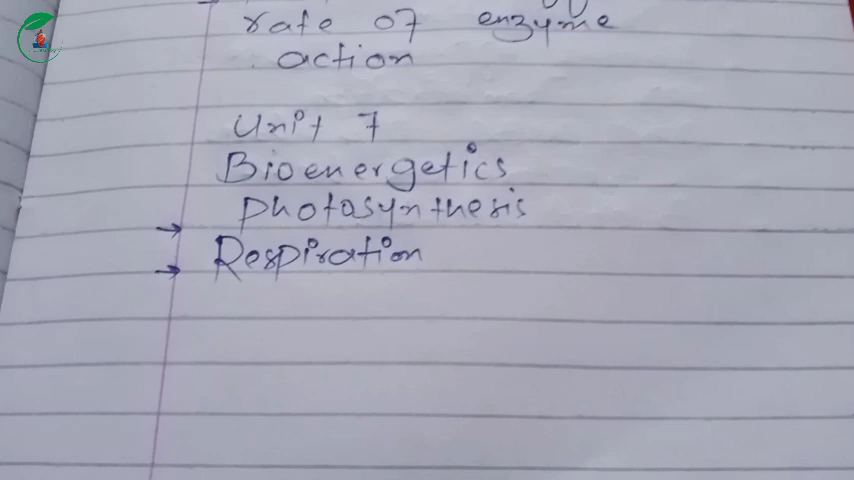 rate of enzyme
action
Unit 7
Bioenergetics
photosynthesis
→ Respiration
→